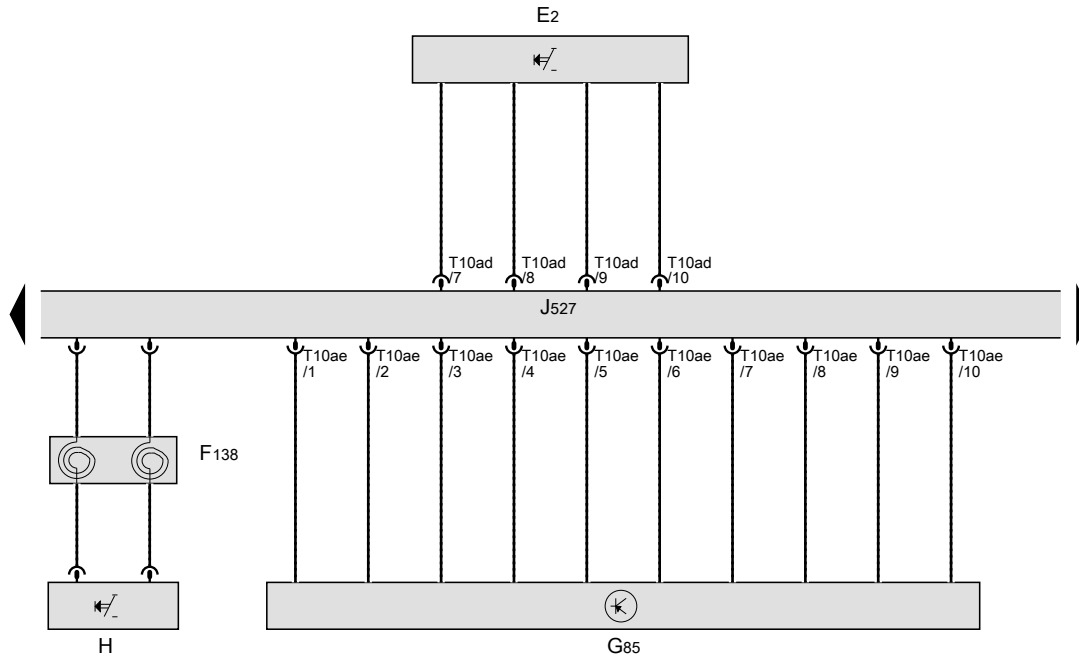 E2
T10ad
/7
T10ad
/8
T10ad
/9
T10ad
/10
J527
T10ae
/1
T10ae
/2
T10ae
/3
T10ae
/4
T10ae
/5
T10ae
/6
T10ae
/7
T10ae
/8
T10ae
/9
T10ae
/10
F138
H
G85